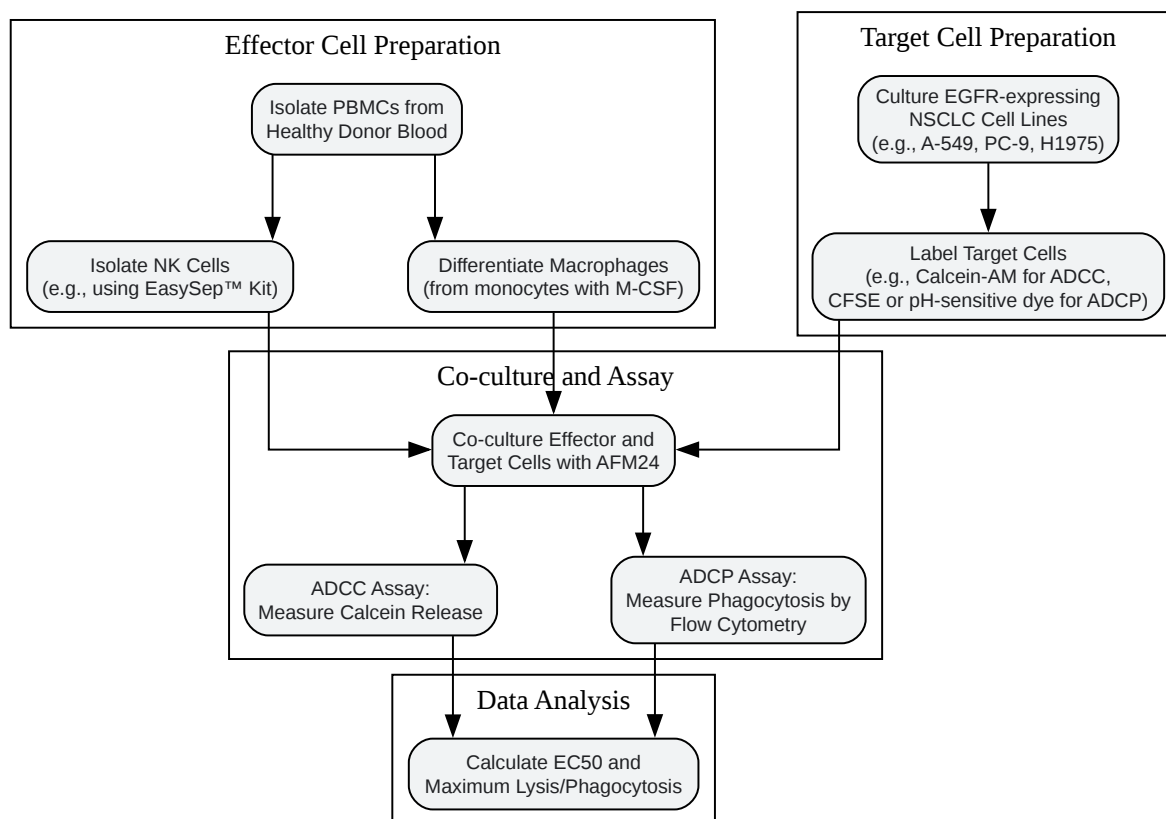 Effector Cell Preparation
Isolate PBMCs from
Healthy Donor Blood
Isolate NK Cells
(e.g., using EasySep™ Kit)
Differentiate Macrophages
(from monocytes with M-CSF)
Target Cell Preparation
Culture EGFR-expressing
NSCLC Cell Lines
(e.g., A-549, PC-9, H1975)
Label Target Cells
(e.g., Calcein-AM for ADCC,
CFSE or pH-sensitive dye for ADCP)
Co-culture and Assay
Co-culture Effector and
Target Cells with AFM24
ADCC Assay:
Measure Calcein Release
ADCP Assay:
Measure Phagocytosis by
Flow Cytometry
Data Analysis
Calculate EC50 and
Maximum Lysis/Phagocytosis